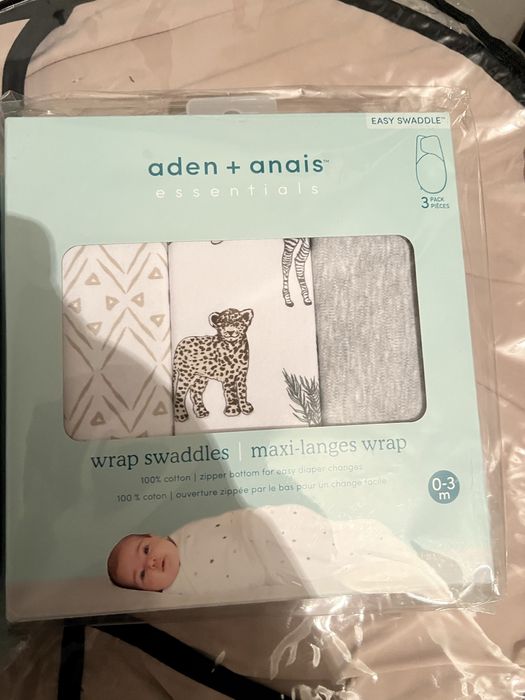 EASY SWADDLE™
aden + anais™
essentials
3 PACK
PIÈCES
wrap swaddles | maxi-langes wrap
100% cotton | zipper bottom for easy diaper changes
100 % coton | ouverture zippée par le bas pour un change facile
0-3
m